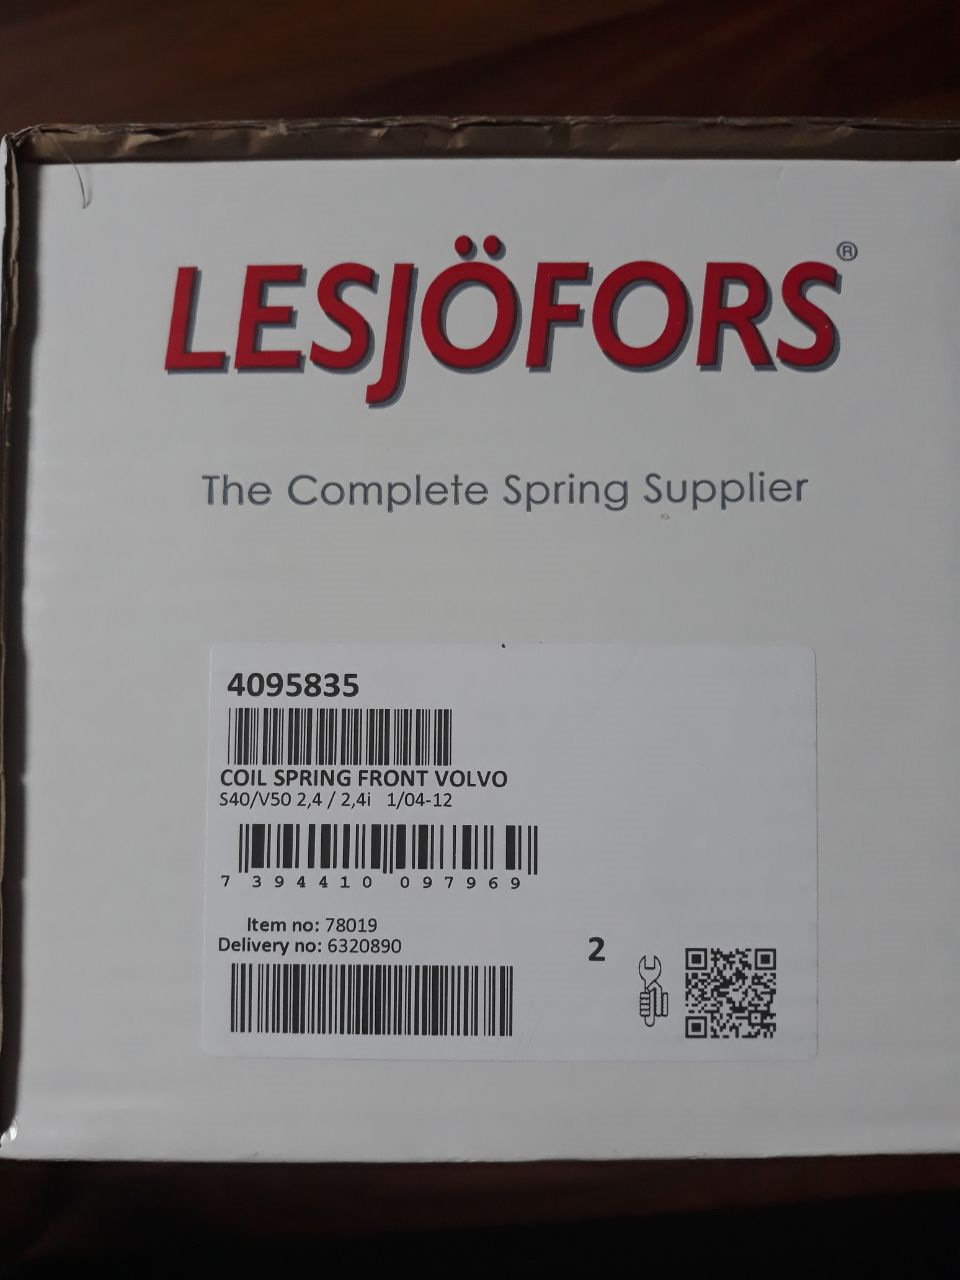 LESJÖFORS®
The Complete Spring Supplier
4095835
COIL SPRING FRONT VOLVO
S40/V50 2,4 / 2,4i 1/04-12
7 394410 097969
Item no: 78019
Delivery no: 6320890
2